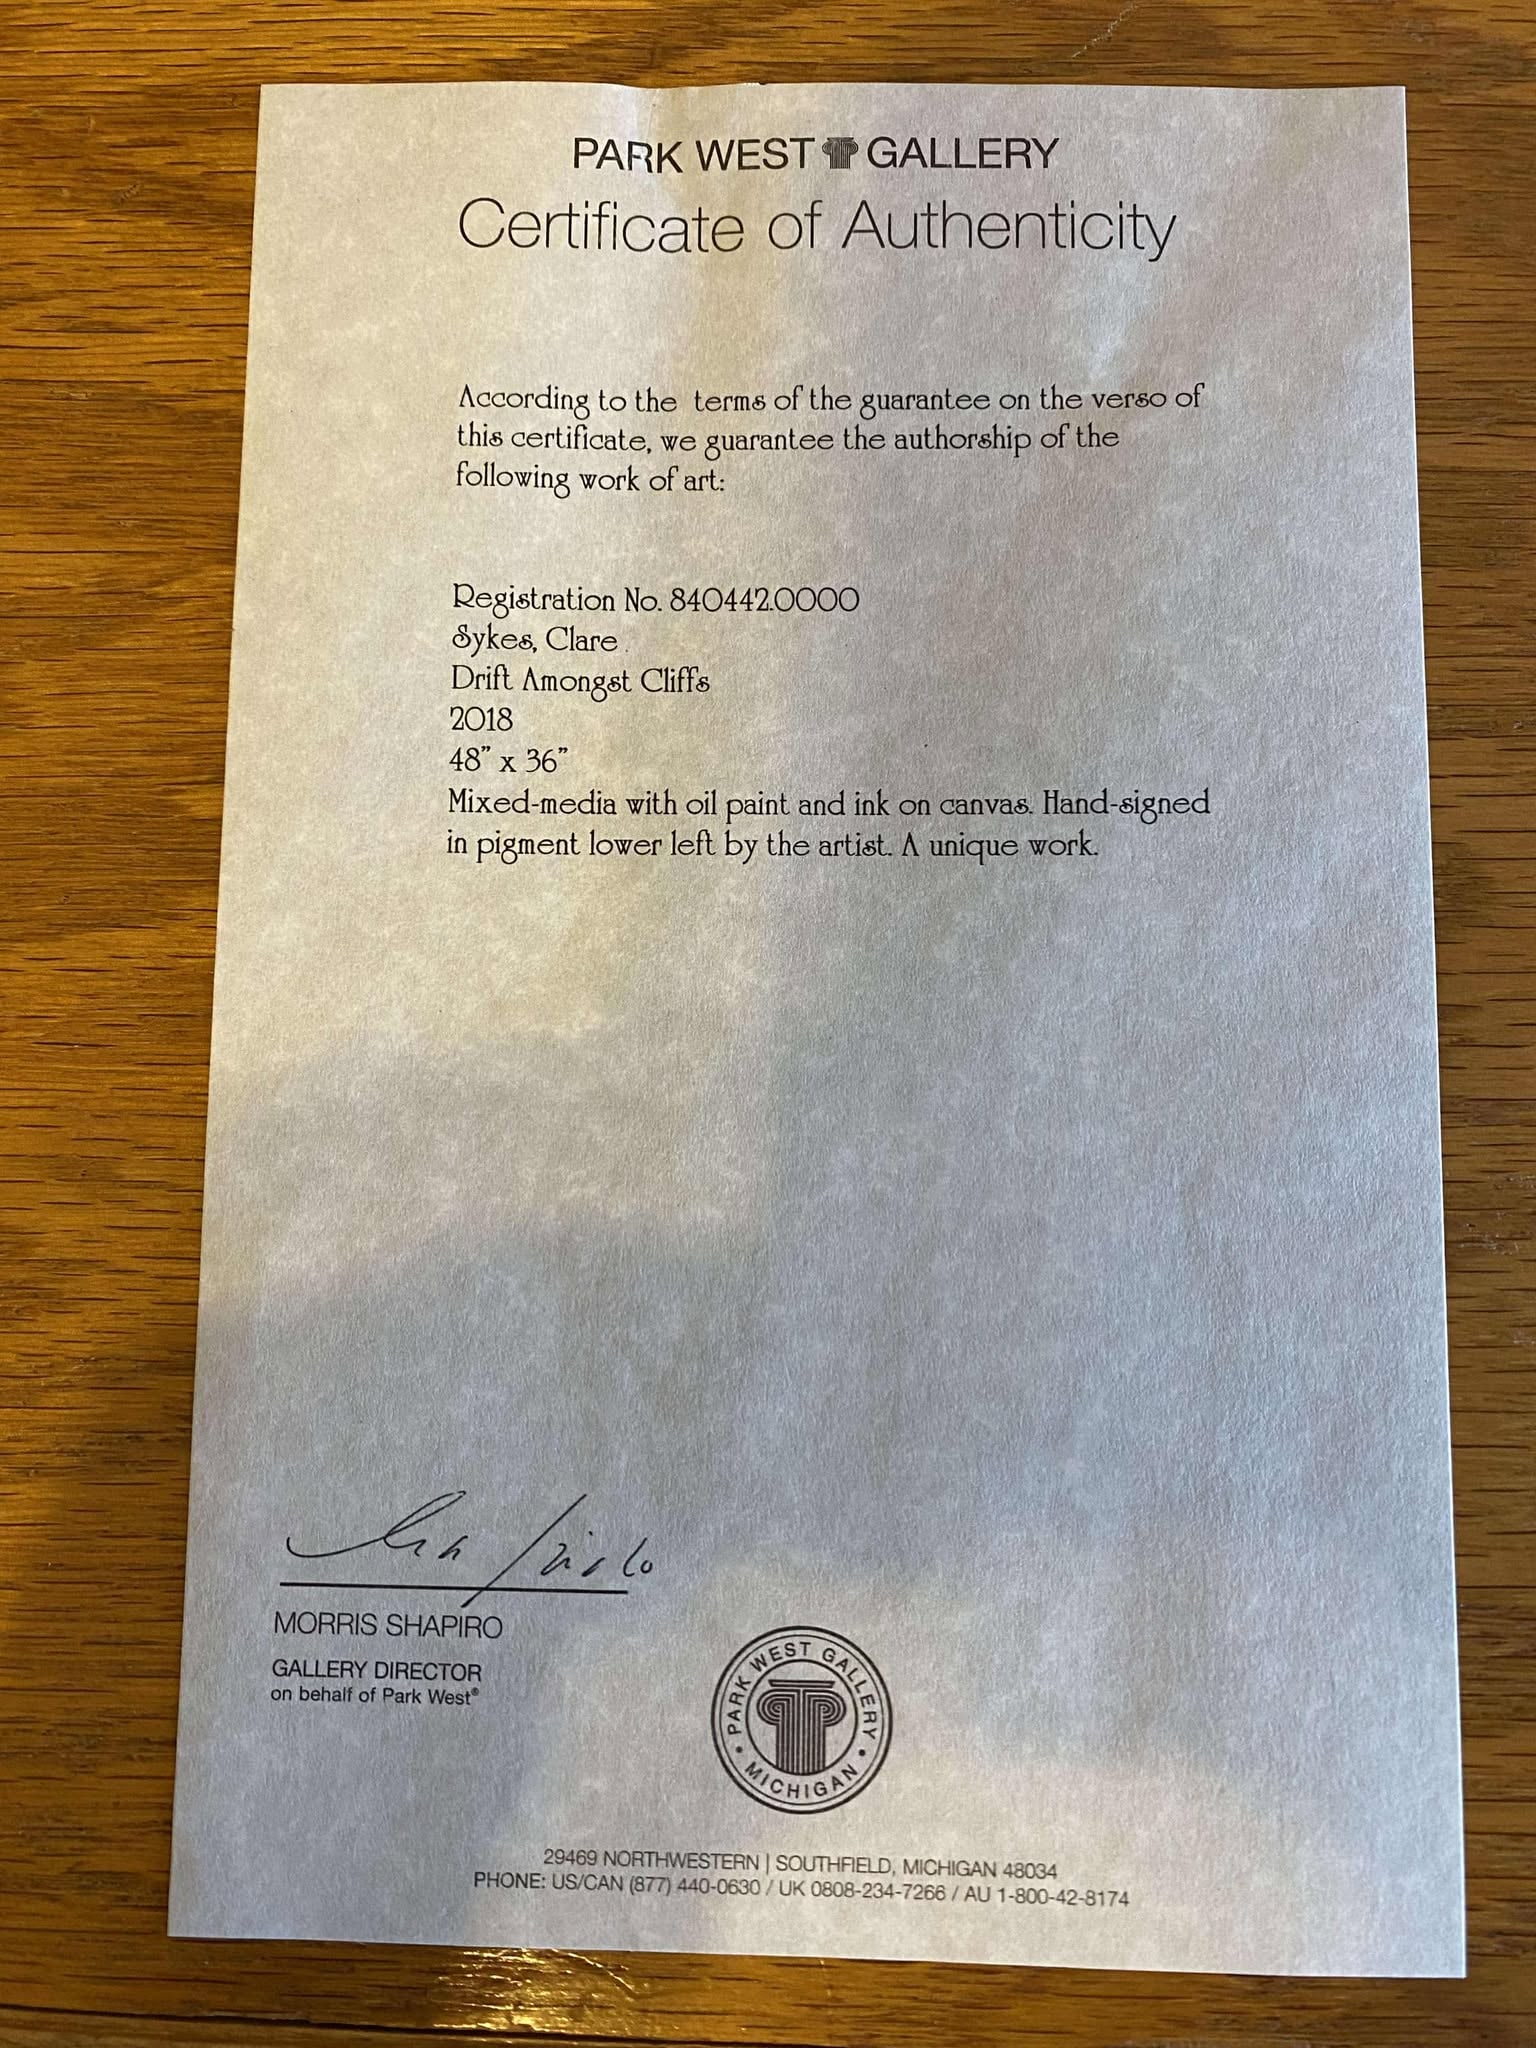 PARK WEST GALLERY
Certificate of Authenticity
According to the terms of the guarantee on the verso of
this certificate, we guarantee the authorship of the
following work of art:
Registration No. 840442.0000
Sykes, Clare
Drift Amongst Cliffs
2018
48" x 36"
Mixed-media with oil paint and ink on canvas. Hand-signed
in pigment lower left by the artist. A unique work.
MORRIS SHAPIRO
GALLERY DIRECTOR
on behalf of Park West®
PARK WEST GALLERY
• MICHIGAN •
29469 NORTHWESTERN | SOUTHFIELD, MICHIGAN 48034
PHONE: US/CAN (877) 440-0630 / UK 0808-234-7266 / AU 1-800-42-8174